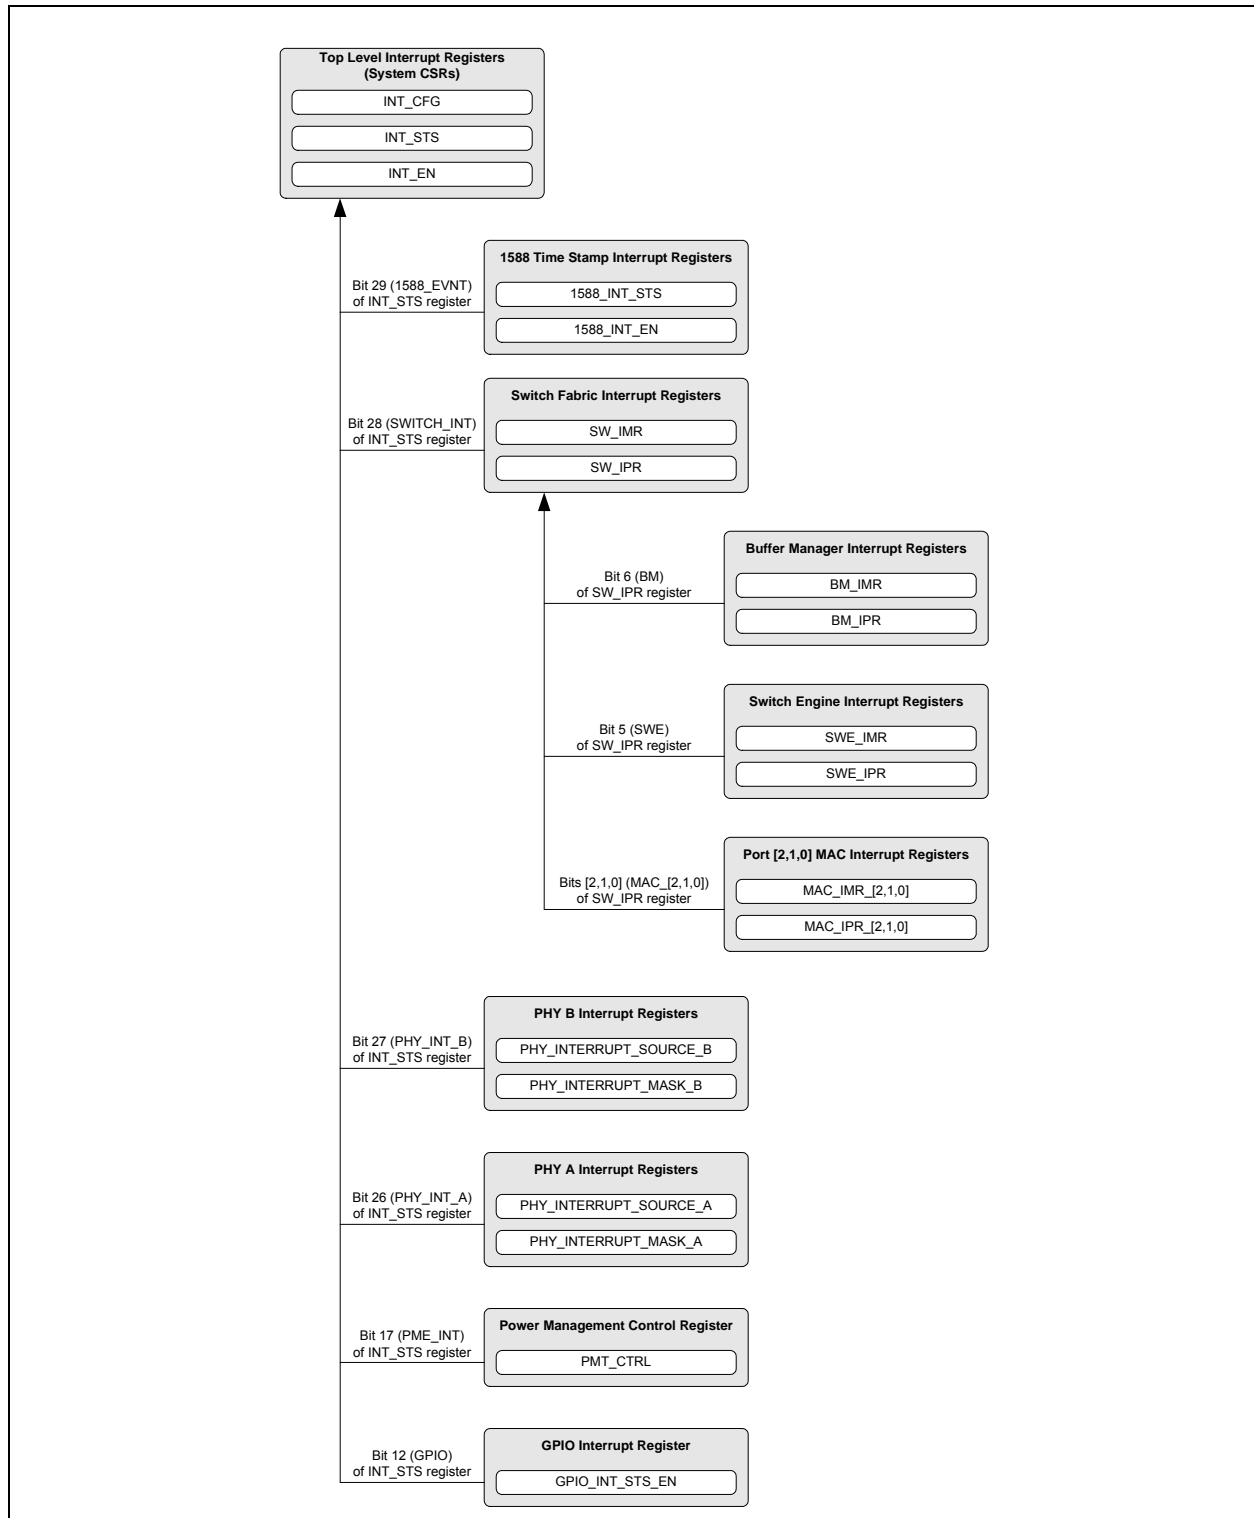 Top Level Interrupt Registers
(System CSRs)
INT_CFG
INT_STS
INT_EN
Bit 29 (1588_EVNT)
of INT_STS register
1588 Time Stamp Interrupt Registers
1588_INT_STS
1588_INT_EN
Bit 28 (SWITCH_INT)
of INT_STS register
Switch Fabric Interrupt Registers
SW_IMR
SW_IPR
Bit 6 (BM)
of SW_IPR register
Buffer Manager Interrupt Registers
BM_IMR
BM_IPR
Bit 5 (SWE)
of SW_IPR register
Switch Engine Interrupt Registers
SWE_IMR
SWE_IPR
Bits [2,1,0] (MAC_[2,1,0])
of SW_IPR register
Port [2,1,0] MAC Interrupt Registers
MAC_IMR_[2,1,0]
MAC_IPR_[2,1,0]
Bit 27 (PHY_INT_B)
of INT_STS register
PHY B Interrupt Registers
PHY_INTERRUPT_SOURCE_B
PHY_INTERRUPT_MASK_B
Bit 26 (PHY_INT_A)
of INT_STS register
PHY A Interrupt Registers
PHY_INTERRUPT_SOURCE_A
PHY_INTERRUPT_MASK_A
Bit 17 (PME_INT)
of INT_STS register
Power Management Control Register
PMT_CTRL
Bit 12 (GPIO)
of INT_STS register
GPIO Interrupt Register
GPIO_INT_STS_EN